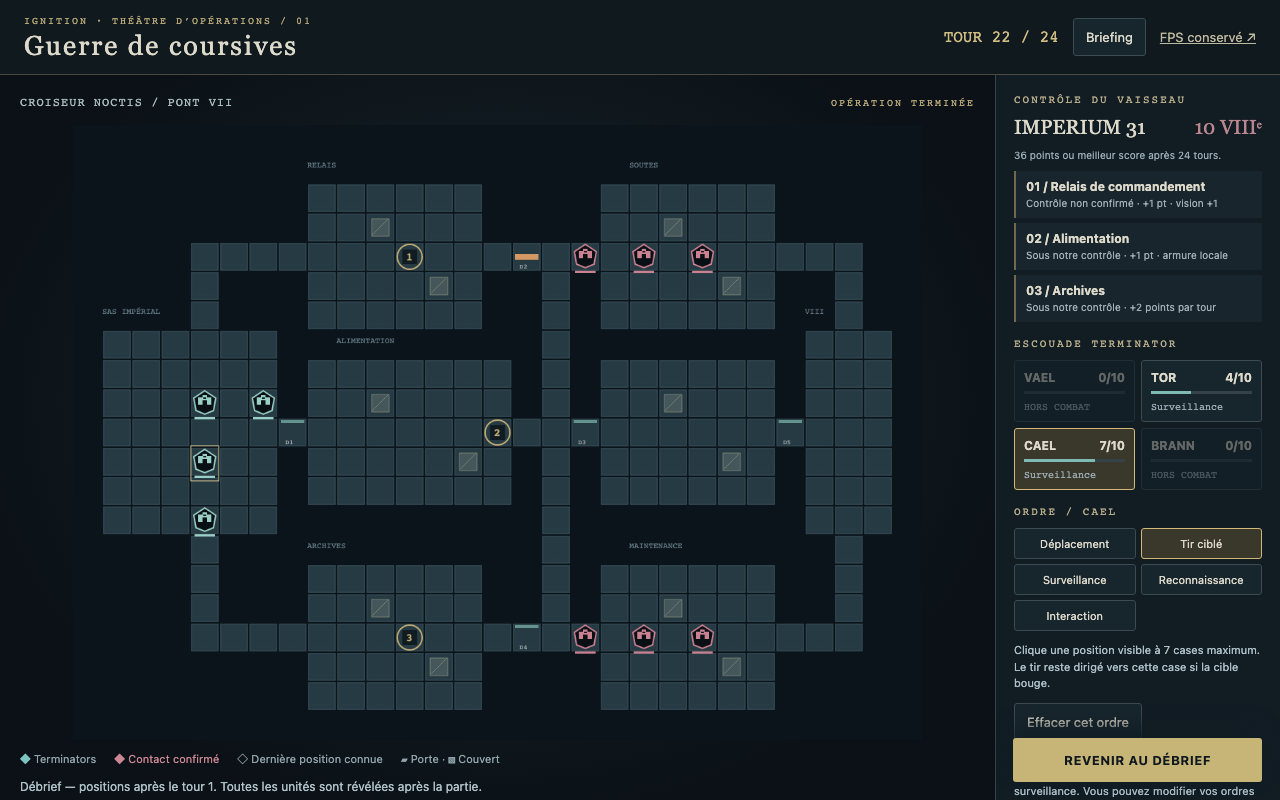 IGNITION · THÉÂTRE D’OPÉRATIONS / 01
Guerre de coursives
TOUR 22 / 24
Briefing
FPS conservé ↗
CROISEUR NOCTIS / PONT VII
OPÉRATION TERMINÉE
RELAIS
SOUTES
1
D2
SAS IMPÉRIAL
VIII
ALIMENTATION
2
D1
D3
D5
ARCHIVES
MAINTENANCE
3
D4
Terminators
Contact confirmé
Dernière position connue
Porte · Couvert
Débrief — positions après le tour 1. Toutes les unités sont révélées après la partie.
CONTRÔLE DU VAISSEAU
IMPERIUM 31
10 VIIIᵉ
36 points ou meilleur score après 24 tours.
01 / Relais de commandement
Contrôle non confirmé · +1 pt · vision +1
02 / Alimentation
Sous notre contrôle · +1 pt · armure locale
03 / Archives
Sous notre contrôle · +2 points par tour
ESCOUADE TERMINATOR
VAEL 0/10
HORS COMBAT
TOR 4/10
Surveillance
CAEL 7/10
Surveillance
BRANN 0/10
HORS COMBAT
ORDRE / CAEL
Déplacement
Tir ciblé
Surveillance
Reconnaissance
Interaction
Clique une position visible à 7 cases maximum.
Le tir reste dirigé vers cette case si la cible
bouge.
Effacer cet ordre
REVENIR AU DÉBRIEF
surveillance. Vous pouvez modifier vos ordres